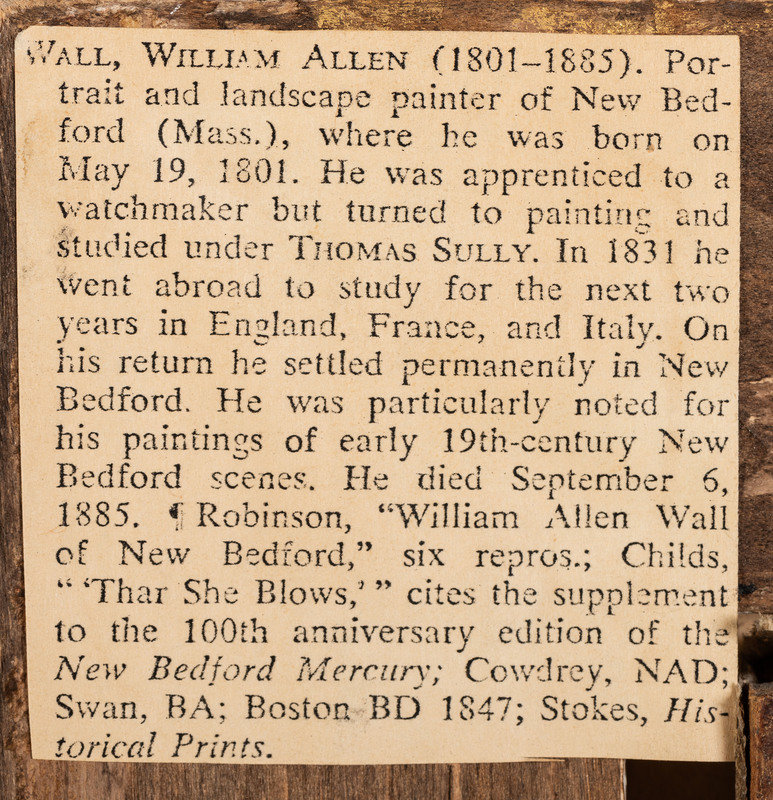 WALL, WILLIAM ALLEN (1801–1885). Por-
trait and landscape painter of New Bed-
ford (Mass.), where he was born on
May 19, 1801. He was apprenticed to a
watchmaker but turned to painting and
studied under THOMAS SULLY. In 1831 he
went abroad to study for the next two
years in England, France, and Italy. On
his return he settled permanently in New
Bedford. He was particularly noted for
his paintings of early 19th-century New
Bedford scenes. He died September 6,
1885. ¶ Robinson, “William Allen Wall
of New Bedford,” six repros.; Childs,
“ ‘Thar She Blows,’ ” cites the supplement
to the 100th anniversary edition of the
New Bedford Mercury; Cowdrey, NAD;
Swan, BA; Boston BD 1847; Stokes, His-
torical Prints.